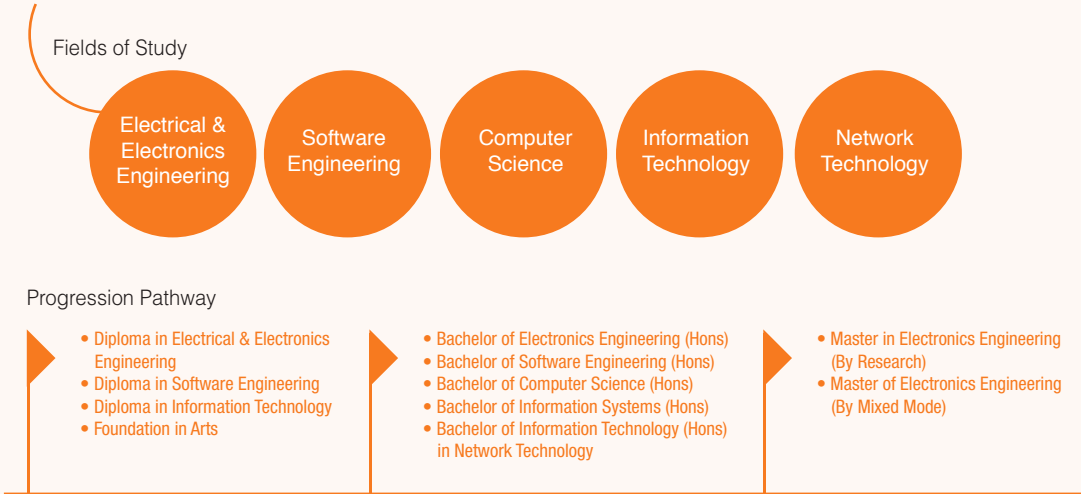 Fields of Study
Electrical &
Electronics
Engineering
Software
Engineering
Computer
Science
Information
Technology
Network
Technology
Progression Pathway
• Diploma in Electrical & Electronics
Engineering
• Diploma in Software Engineering
• Diploma in Information Technology
• Foundation in Arts
• Bachelor of Electronics Engineering (Hons)
• Bachelor of Software Engineering (Hons)
• Bachelor of Computer Science (Hons)
• Bachelor of Information Systems (Hons)
• Bachelor of Information Technology (Hons)
in Network Technology
• Master in Electronics Engineering
(By Research)
• Master of Electronics Engineering
(By Mixed Mode)